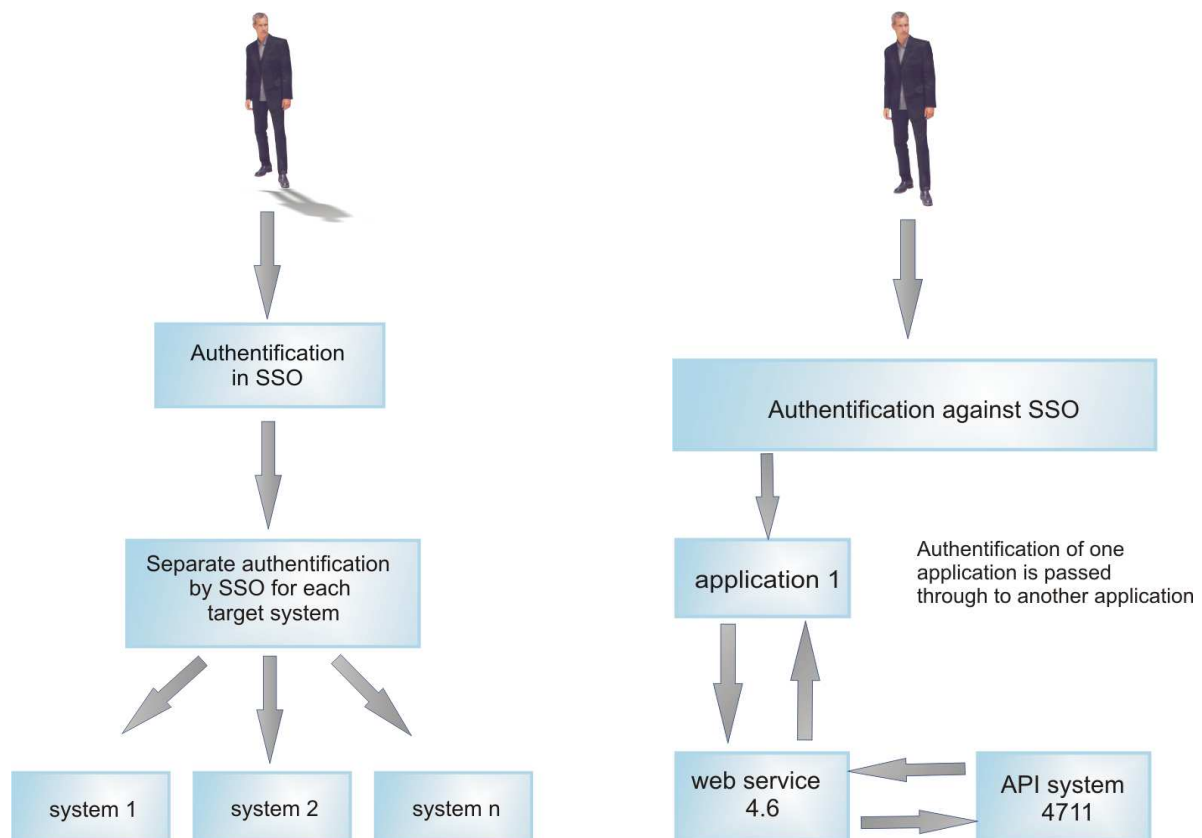 Authentification
in SSO
Separate authentification
by SSO for each
target system
system 1
system 2
system n
Authentification against SSO
application 1
Authentification of one
application is passed
through to another application
web service
4.6
API system
4711